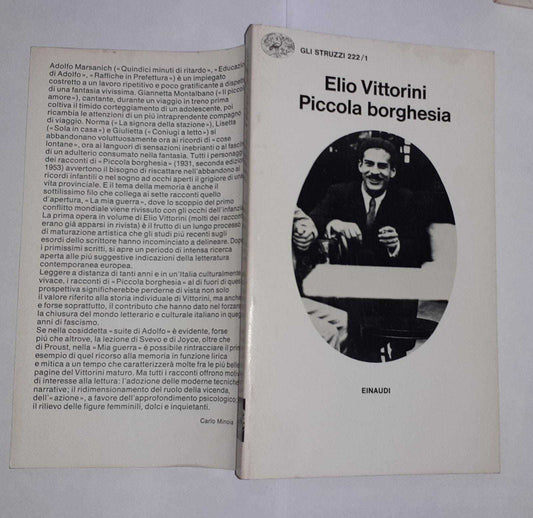 Adolfo Marsanich (« Quindici minuti di ritardo », « Educazione
di Adolfo », « Raffiche in Prefettura ») è un impiegato
costretto a un lavoro ripetitivo e poco gratificante a dispetto
di una fantasia vivissima. Giannetta Montalbano (« Il piccolo
amore »), cantante, durante un viaggio in treno prima
coltiva il timido corteggiamento di un adolescente, poi
ricambia le attenzioni di un più intraprendente compagno
di viaggio. Norma (« La signora della stazione »), Lisetta
(« Sola in casa ») e Giulietta (« Coniugi a letto ») si
abbandonano voluttuosamente ora ai ricordi di « cose
lontane », ora ai languori di sensazioni inebrianti o al fascino
di un adulterio consumato nella fantasia. Tutti i personaggi
dei racconti di « Piccola borghesia » (1931, seconda edizione
1953) avvertono il bisogno di riscattare nell'abbandono ai
ricordi infantili o nel sogno ad occhi aperti il grigiore di una
vita provinciale. E il tema della memoria è anche il
sottilissimo filo che collega ai sette racconti quello
d'apertura, « La mia guerra », dove lo scoppio del primo
conflitto mondiale viene rivissuto con gli occhi dell'infanzia.
La prima opera in volume di Elio Vittorini (molti dei racconti
erano già apparsi in rivista) è il frutto di un lungo processo
di maturazione artistica che gli studi più recenti sugli
esordi dello scrittore hanno incominciato a delineare. Dopo
i primissimi scritti, si apre un periodo di intensa ricerca
aperta alle più suggestive indicazioni della letteratura
contemporanea europea.
Leggere a distanza di tanti anni e in un'Italia culturalmente
vivace, i racconti di « Piccola borghesia » al di fuori di questa
prospettiva significherebbe perderne di vista non solo
il valore riferito alla storia individuale di Vittorini, ma anche
e forse soprattutto, il contributo che hanno dato nel forzare
la chiusura del mondo letterario e culturale italiano in quegli
anni di fascismo.
Se nella cosiddetta « suite di Adolfo » è evidente, forse
piú che altrove, la lezione di Svevo e di Joyce, oltre che
di Proust, nella « Mia guerra » è possibile rintracciare il primo
esempio di quel ricorso alla memoria in funzione lirica
e mitica a un tempo che caratterizzerà molte fra le più belle
pagine del Vittorini maturo. Ma tutti i racconti offrono motivi
di interesse alla lettura: l'adozione delle moderne tecniche
narrative; il ridimensionamento del ruolo della vicenda,
dell'« azione », a favore dell'approfondimento psicologico;
il rilievo delle figure femminili, dolci e inquietanti.
Carlo Minoia
GLI STRUZZI 222/1
Elio Vittorini
Piccola borghesia
EINAUDI